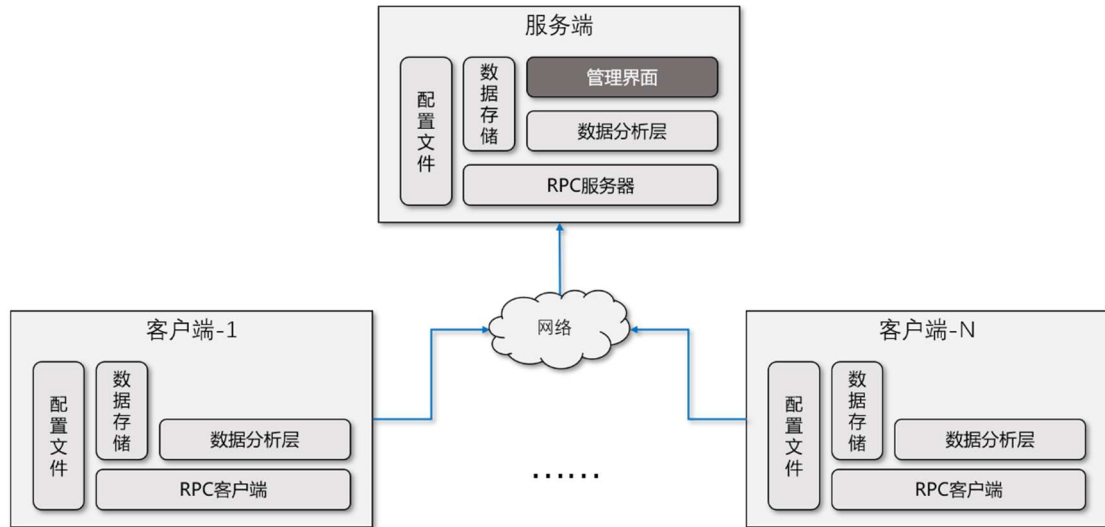 服务端
配置文件
数据存储
管理界面
数据分析层
RPC服务器
网络
客户端-1
配置文件
数据存储
数据分析层
RPC客户端
……
客户端-N
配置文件
数据存储
数据分析层
RPC客户端